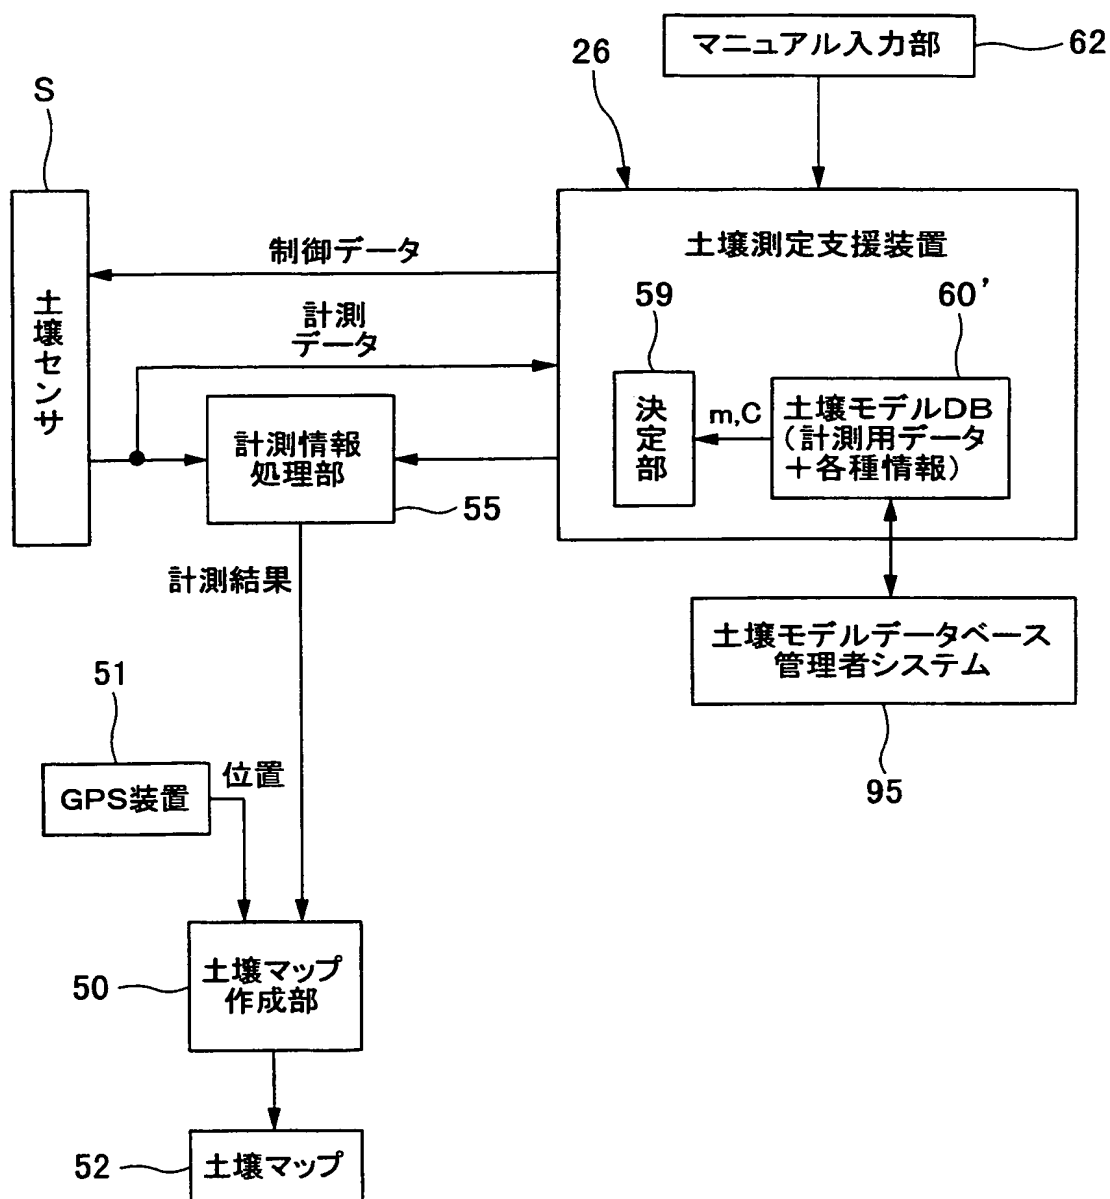 マニュアル入力部
62
26
S
土壌測定支援装置
制御データ
59
60’
計測
データ
土壌センサ
決定部
m,C
土壌モデルDB
(計測用データ
+各種情報)
計測情報
処理部
55
計測結果
土壌モデルデータベース
管理者システム
51
位置
95
GPS装置
土壌マップ
作成部
50
52
土壌マップ